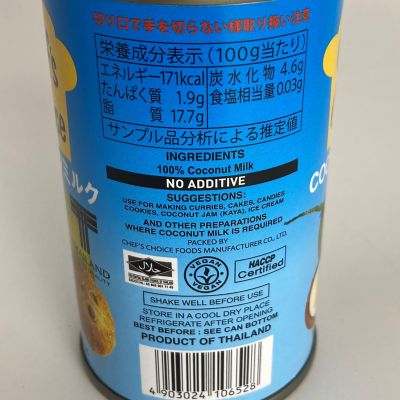 切り口で手を切らない様取り扱い注意
栄養成分表示(100g当たり)
エネルギー171kcal 炭水化物 4.6g
たんぱく質 1.9g 食塩相当量0.03g
脂質 17.7g
サンプル品分析による推定値
INGREDIENTS
100% Coconut Milk
NO ADDITIVE
SUGGESTIONS:
USE FOR MAKING CURRIES, CAKES, CANDIES
COOKIES, COCONUT JAM (KAYA), ICE CREAM
AND OTHER PREPARATIONS
WHERE COCONUT MILK IS REQUIRED
PACKED BY
CHEF'S CHOICE FOODS MANUFACTURER CO., LTD.
ミルク
حلال
VEGAN
VEGAN
HACCP
Certified
SHAKE WELL BEFORE USE
STORE IN A COOL DRY PLACE
REFRIGERATE AFTER OPENING
BEST BEFORE : SEE CAN BOTTOM
PRODUCT OF THAILAND
4 903024 106528